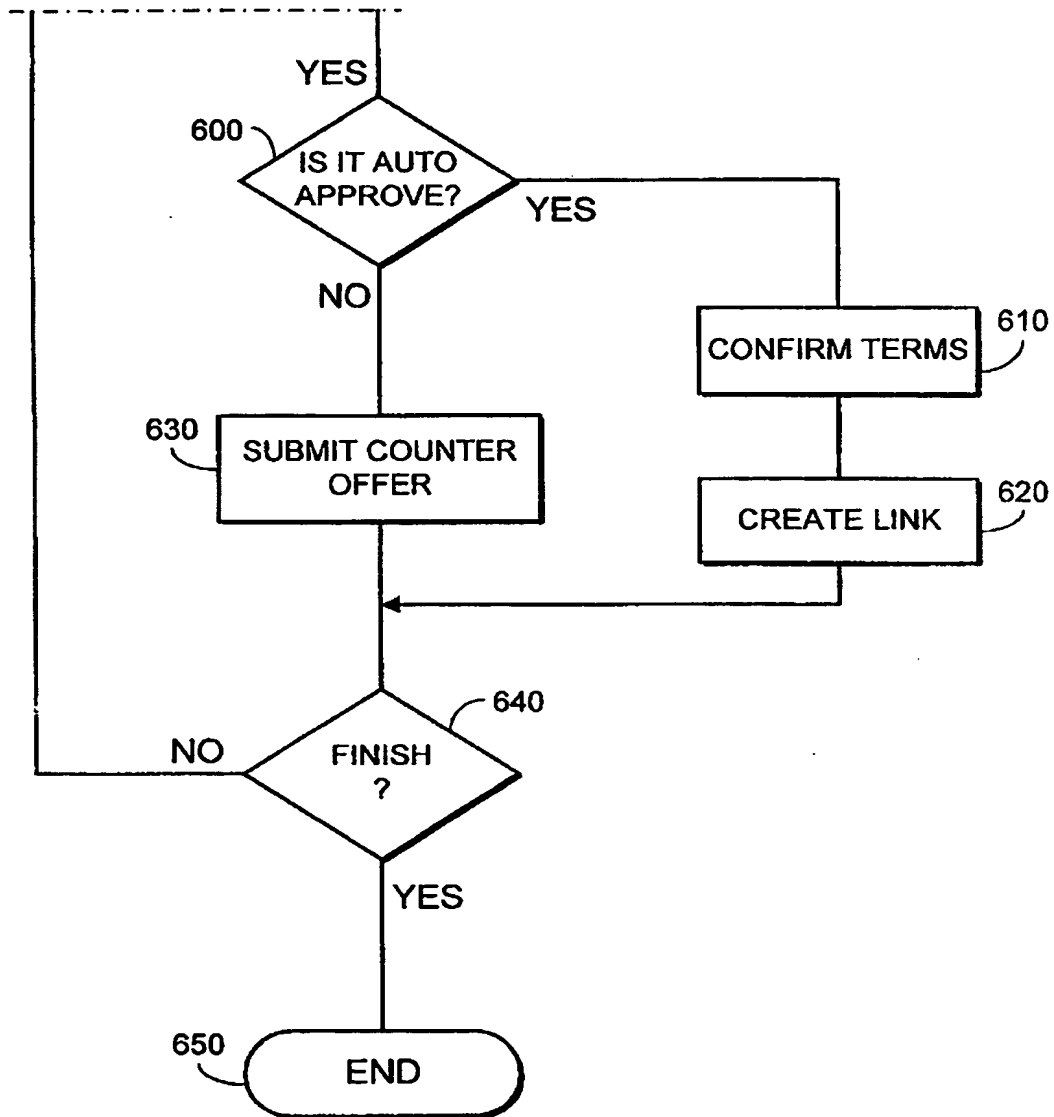 YES
600
IS IT AUTO
APPROVE?
YES
NO
610
CONFIRM TERMS
630
SUBMIT COUNTER
OFFER
620
CREATE LINK
640
NO
FINISH
?
YES
650
END